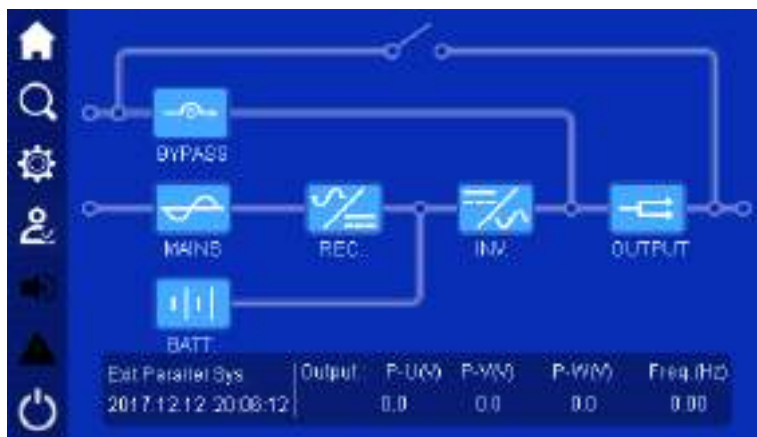 BYPASS
MAINS
REC.
INV.
OUTPUT
BATT.
Exit Parallel Sys Output: P-U(V) P-V(V) P-W(V) Freq.(Hz)
2017.12.12 20:06:12 0.0 0.0 0.0 0.00